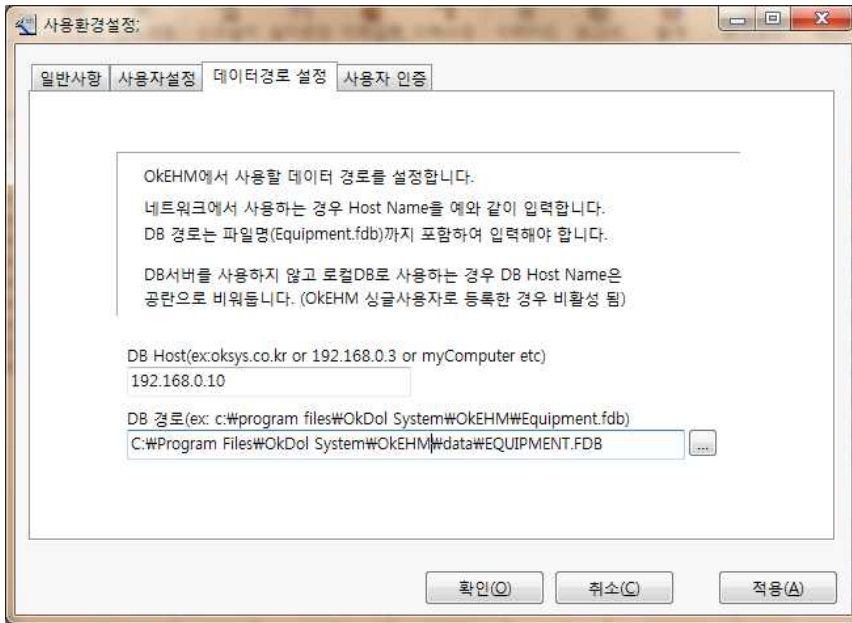 사용환경설정;
일반사항 사용자설정 데이터경로 설정 사용자 인증
OkEHM에서 사용할 데이터 경로를 설정합니다.
네트워크에서 사용하는 경우 Host Name을 예와 같이 입력합니다.
DB 경로는 파일명(Equipment.fdb)까지 포함하여 입력해야 합니다.
DB서버를 사용하지 않고 로컬DB로 사용하는 경우 DB Host Name은
공란으로 비워둡니다. (OkEHM 싱글사용자로 등록한 경우 비활성 됨)
DB Host(ex:oksys.co.kr or 192.168.0.3 or myComputer etc)
192.168.0.10
DB 경로(ex: c:₩program files₩OkDol System₩OkEHM₩Equipment.fdb)
C:₩Program Files₩OkDol System₩OkEHM₩data₩EQUIPMENT.FDB
...
확인(O) 취소(C) 적용(A)